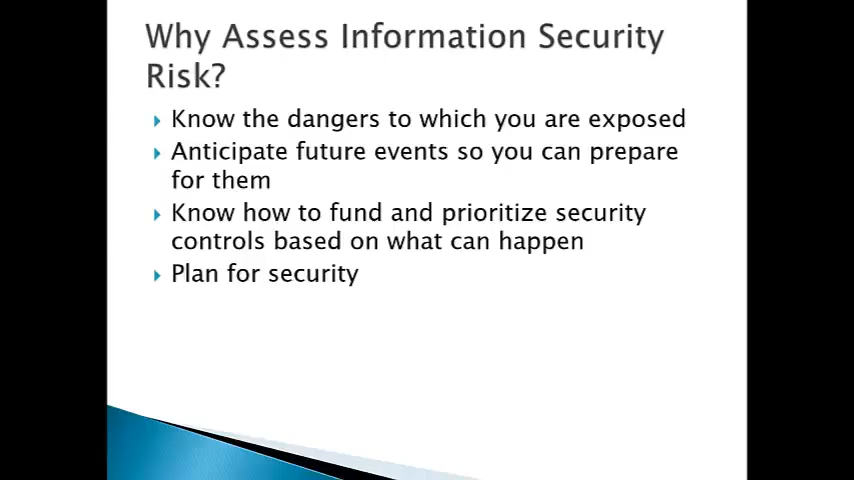 Why Assess Information Security
Risk?
Know the dangers to which you are exposed
Anticipate future events so you can prepare
for them
Know how to fund and prioritize security
controls based on what can happen
Plan for security